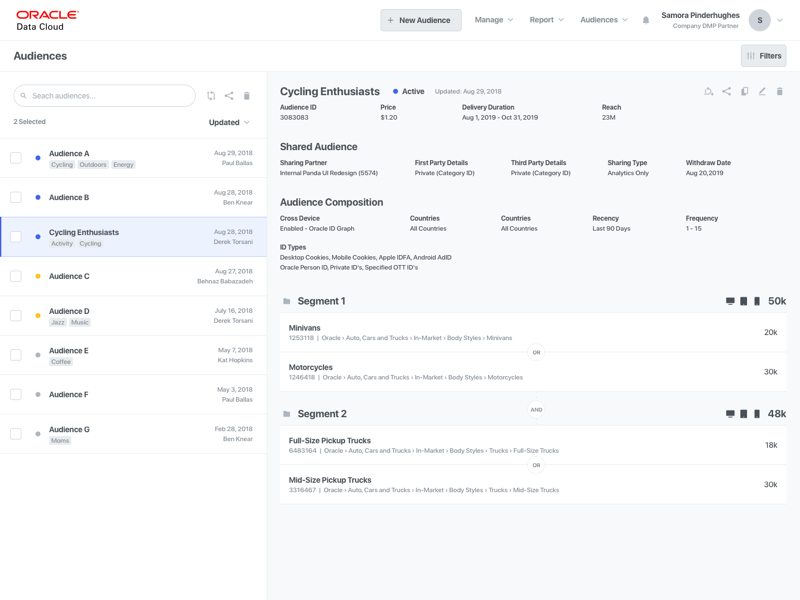 ORACLE
Data Cloud
+ New Audience
Manage
Report
Audiences
Samora Pinderhughes
Company DMP Partner
S
Audiences
Filters
Seach audiences...
2 Selected
Updated
Audience A
Cycling Outdoors Energy
Aug 29, 2018
Paul Ballas
Audience B
Aug 28, 2018
Ben Knear
Cycling Enthusiasts
Activity Cycling
Aug 28, 2018
Derek Torsani
Audience C
Aug 27, 2018
Behnaz Babazadeh
Audience D
Jazz Music
July 16, 2018
Derek Torsani
Audience E
Coffee
May 7, 2018
Kat Hopkins
Audience F
May 3, 2018
Paul Ballas
Audience G
Moms
Feb 28, 2018
Ben Knear
Cycling Enthusiasts
Active
Updated: Aug 29, 2018
Audience ID Price Delivery Duration Reach
3083083 $1.20 Aug 1, 2019 - Oct 31, 2019 23M
Shared Audience
Sharing Partner First Party Details Third Party Details Sharing Type Withdraw Date
Internal Panda UI Redesign (5574) Private (Category ID) Private (Category ID) Analytics Only Aug 20,2019
Audience Composition
Cross Device Countries Countries Recency Frequency
Enabled - Oracle ID Graph All Countries All Countries Last 90 Days 1 - 15
ID Types
Desktop Cookies, Mobile Cookies, Apple IDFA, Android AdID
Oracle Person ID, Private ID's, Specified OTT ID's
Segment 1 50k
Minivans
1253118 | Oracle › Auto, Cars and Trucks › In-Market › Body Styles › Minivans
20k
OR
Motorcycles
1246418 | Oracle › Auto, Cars and Trucks › In-Market › Body Styles › Motorcycles
30k
AND
Segment 2 48k
Full-Size Pickup Trucks
6483164 | Oracle › Auto, Cars and Trucks › In-Market › Body Styles › Trucks › Full-Size Trucks
18k
OR
Mid-Size Pickup Trucks
3316467 | Oracle › Auto, Cars and Trucks › In-Market › Body Styles › Trucks › Mid-Size Trucks
30k